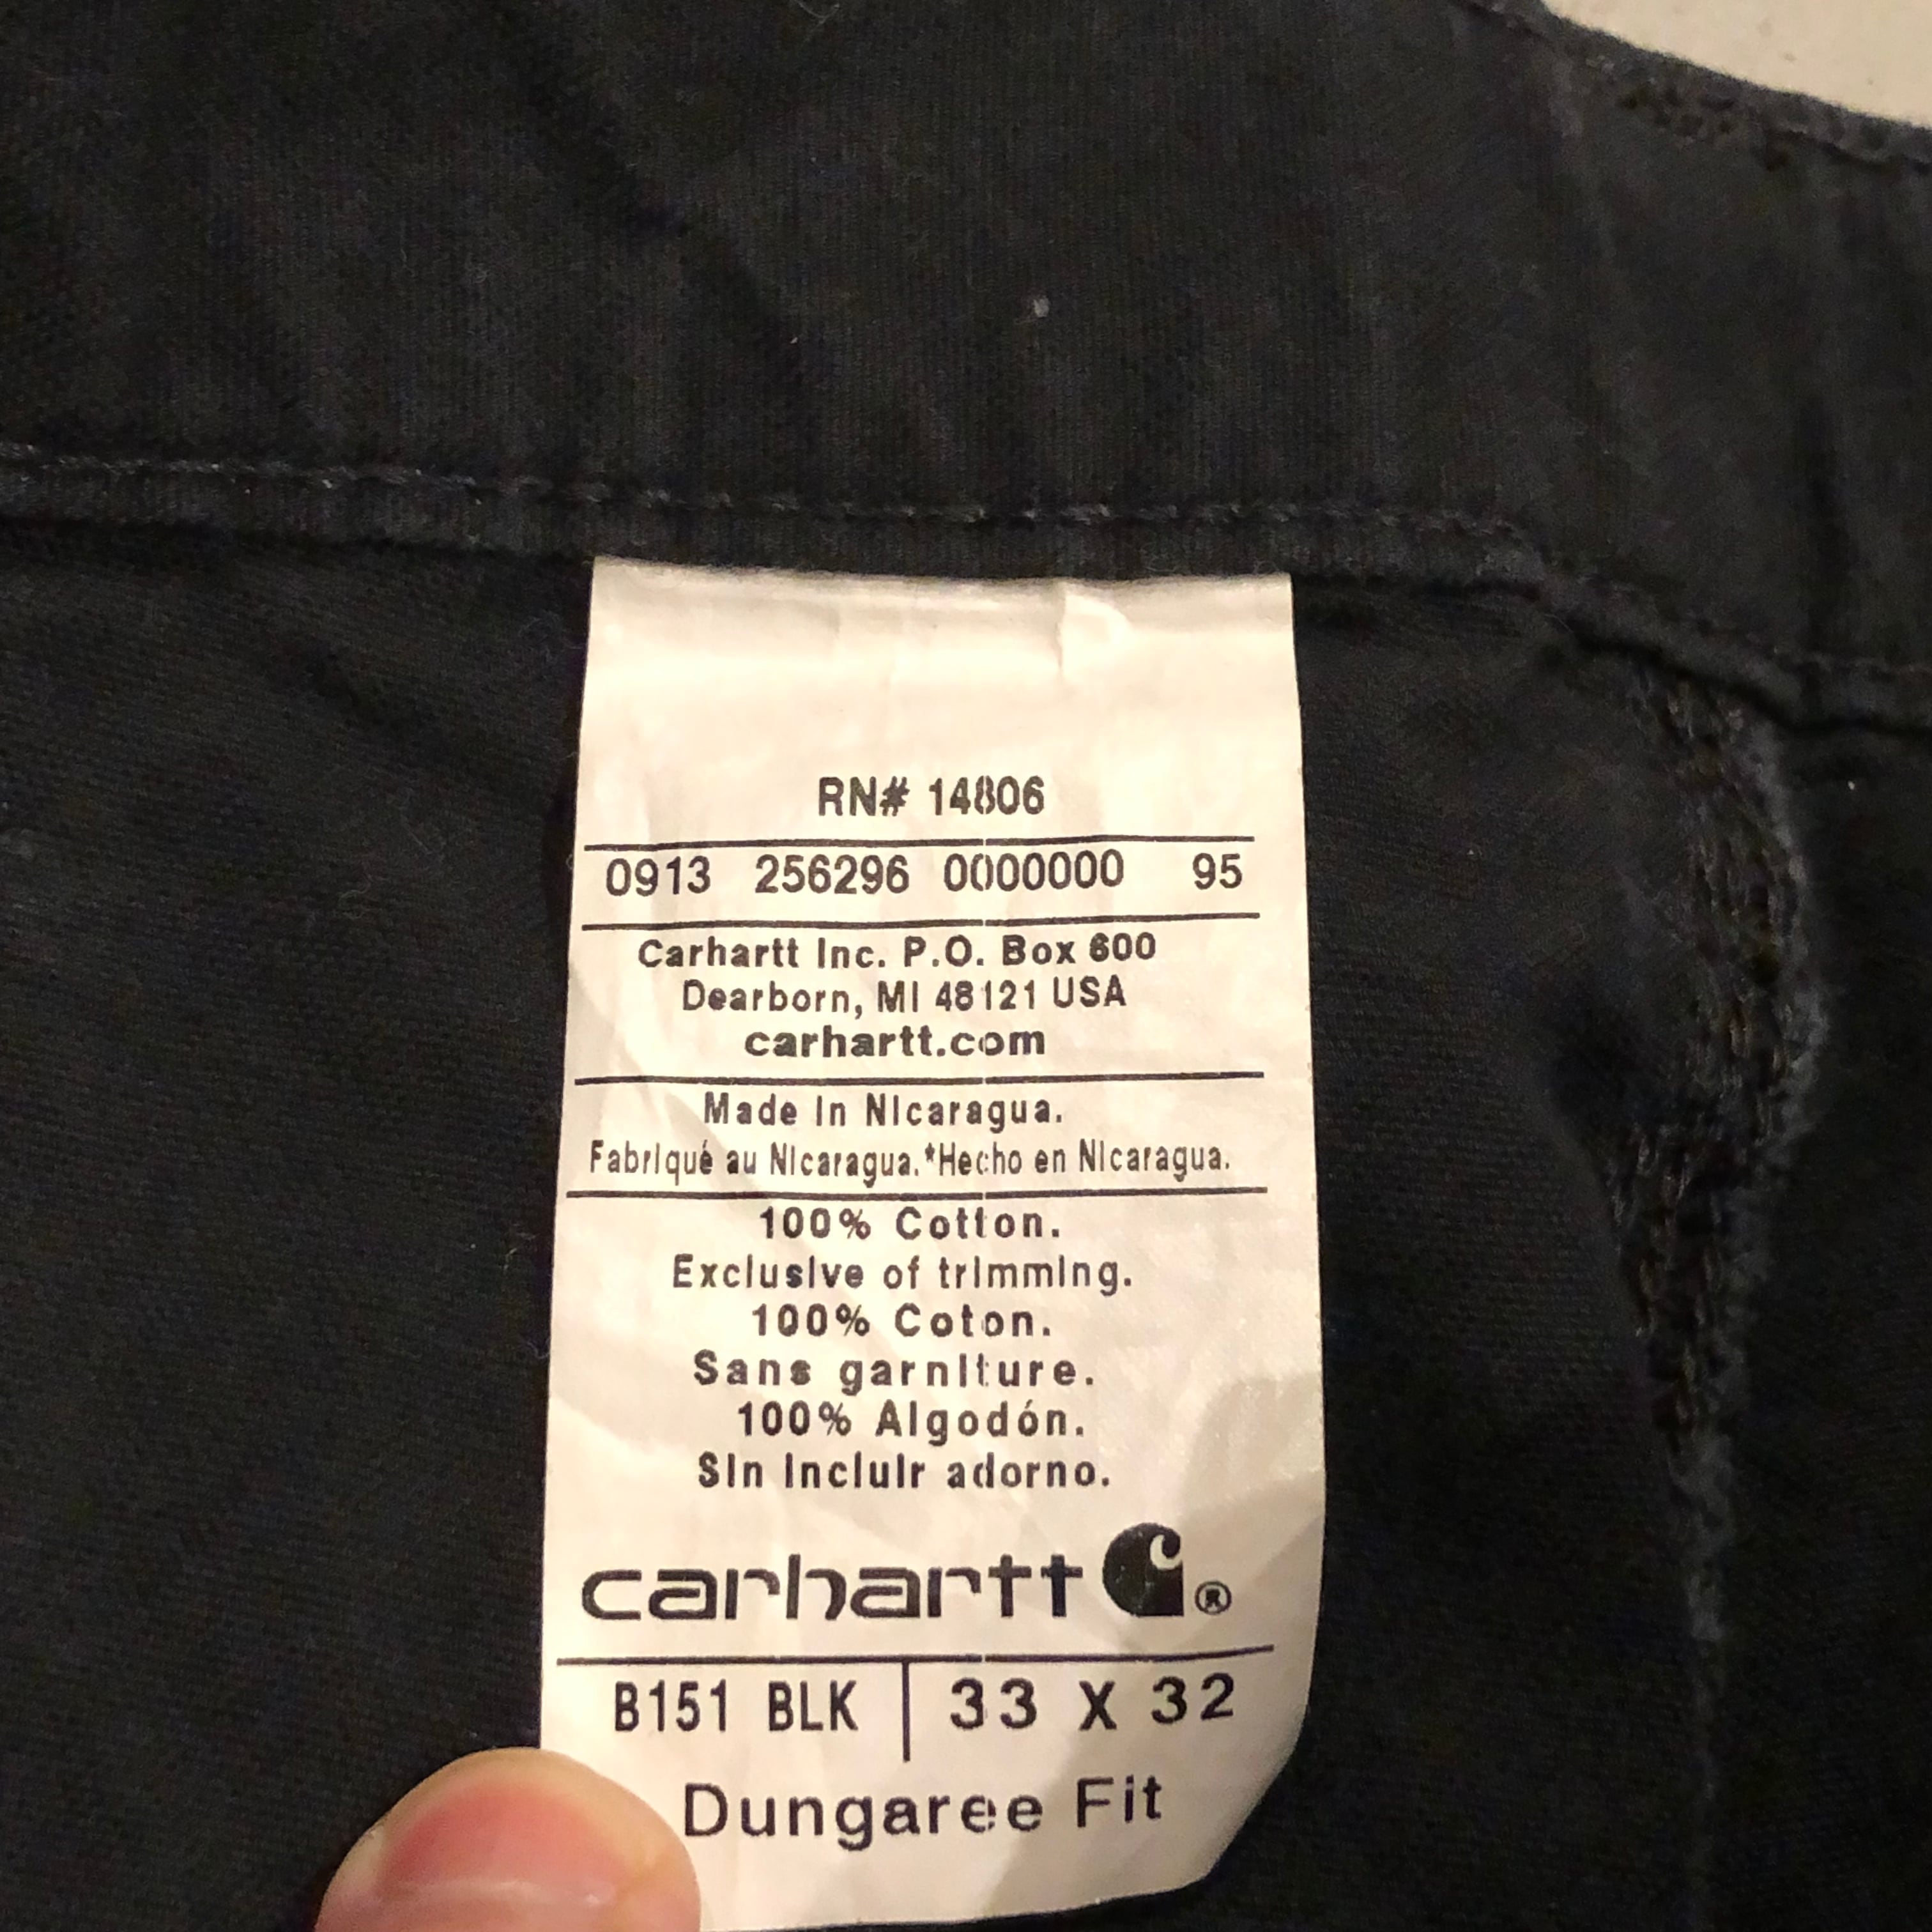 RN# 14806
0913 256296 0000000 95
Carhartt Inc. P.O. Box 600
Dearborn, MI 48121 USA
carhartt.com
Made in Nicaragua.
Fabriqué au Nicaragua.*Hecho en Nicaragua.
100% Cotton.
Exclusive of trimming.
100% Coton.
Sans garniture.
100% Algodón.
Sin incluir adorno.
carhartt ®
B151 BLK | 33 X 32
Dungaree Fit